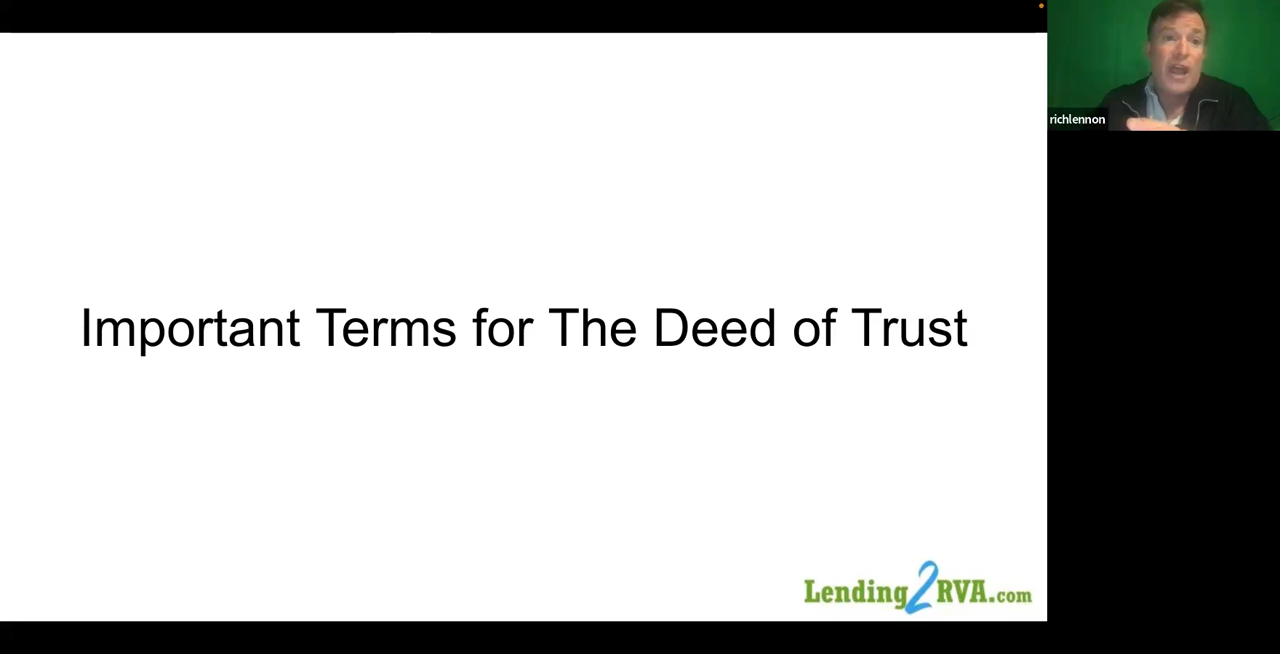 richlennon
Important Terms for The Deed of Trust
Lending2RVA.com